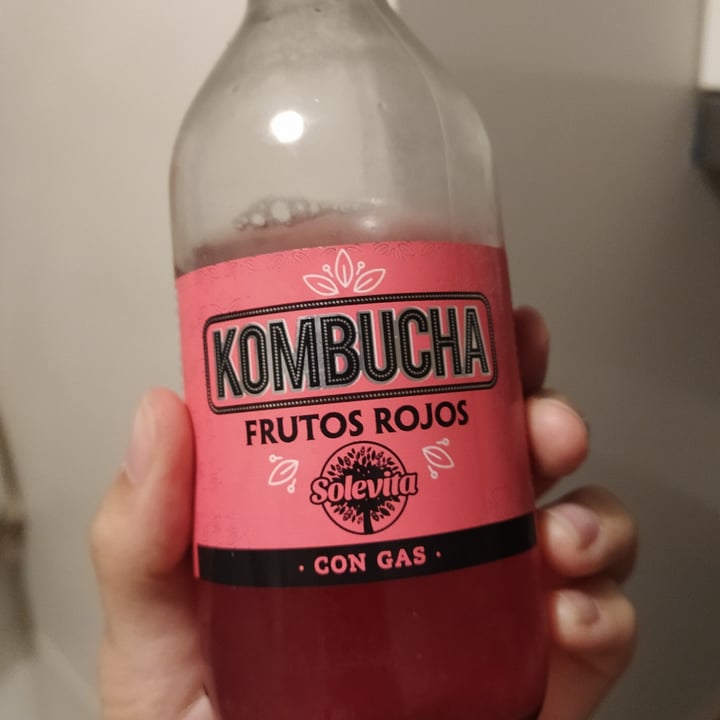 KOMBUCHA
FRUTOS ROJOS
Solevita
· CON GAS ·